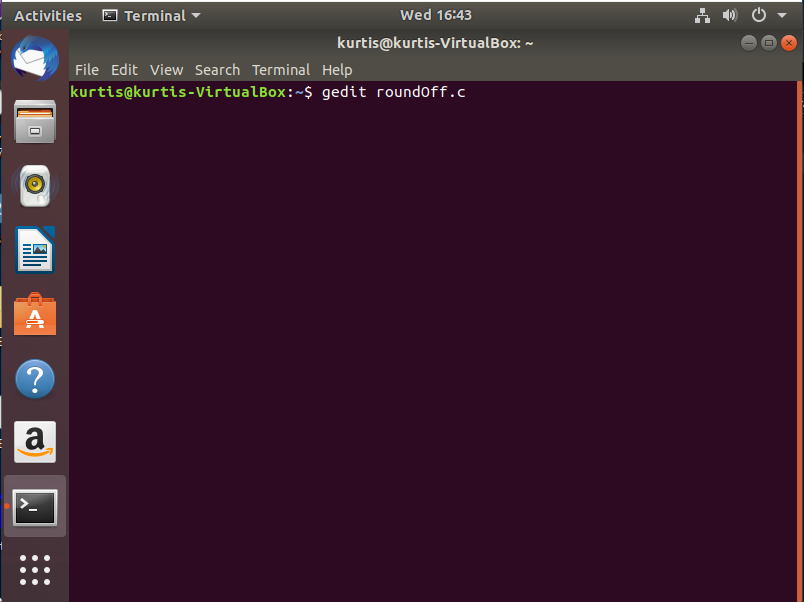 Activities Terminal Wed 16:43
kurtis@kurtis-VirtualBox: ~
File Edit View Search Terminal Help
kurtis@kurtis-VirtualBox:~$ gedit roundOff.c